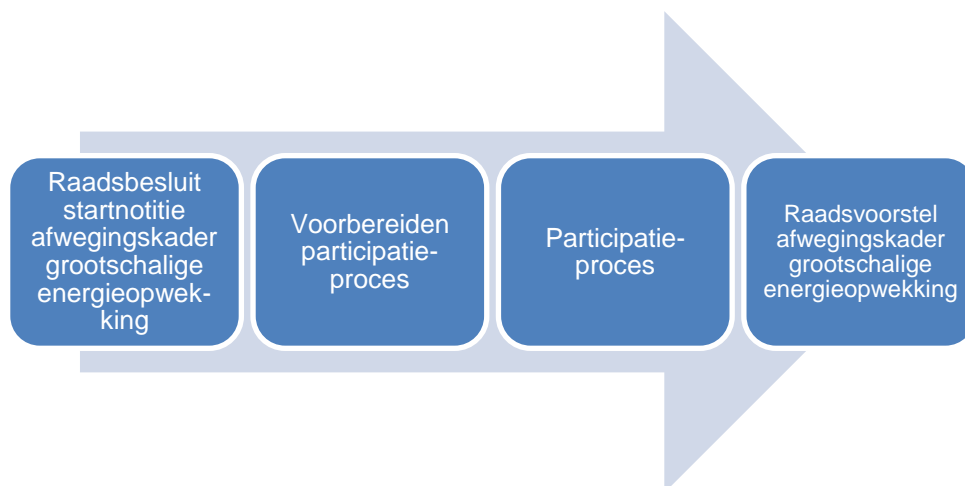 Raadsbesluit
startnotitie
afwegingskader
grootschalige
energieopwek-
king
Voorbereiden
participatie-
proces
Participatie-
proces
Raadsvoorstel
afwegingskader
grootschalige
energieopwekking